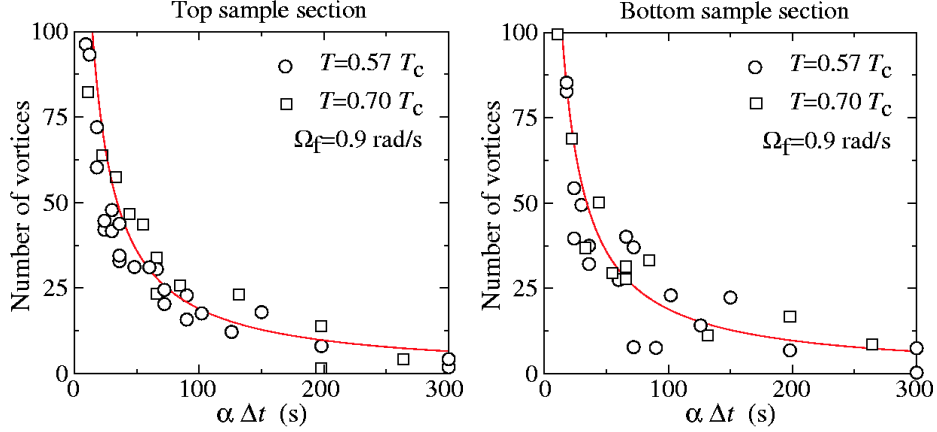 Top sample section
100
75
50
25
0
Number of vortices
T=0.57 Tc
T=0.70 Tc
Ωf=0.9 rad/s
0
100
200
300
α Δt (s)
Bottom sample section
100
75
50
25
0
Number of vortices
T=0.57 Tc
T=0.70 Tc
Ωf=0.9 rad/s
0
100
200
300
α Δt (s)